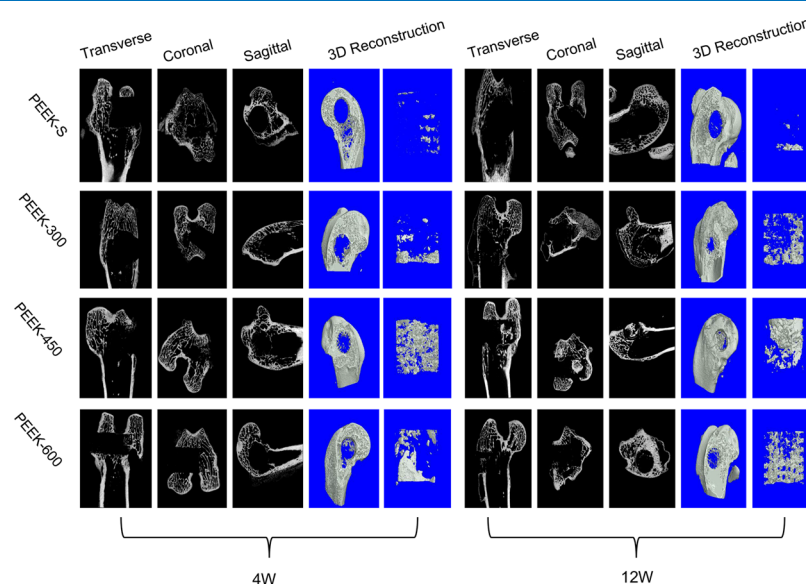 Transverse Coronal Sagittal 3D Reconstruction Transverse Coronal Sagittal 3D Reconstruction
PEEK-S
PEEK-300
PEEK-450
PEEK-600
4W 12W